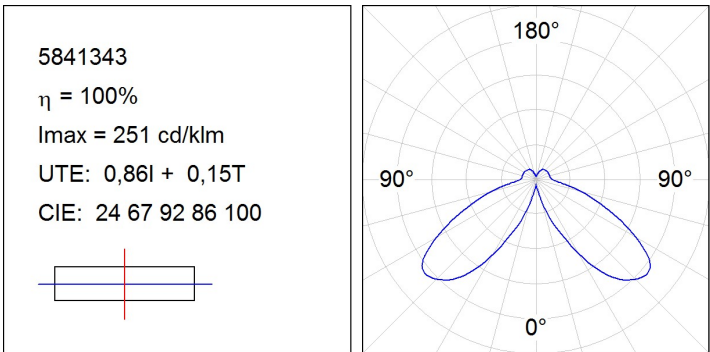 5841343
η = 100%
Imax = 251 cd/klm
UTE: 0,86I + 0,15T
CIE: 24 67 92 86 100
180°
90° 90°
0°